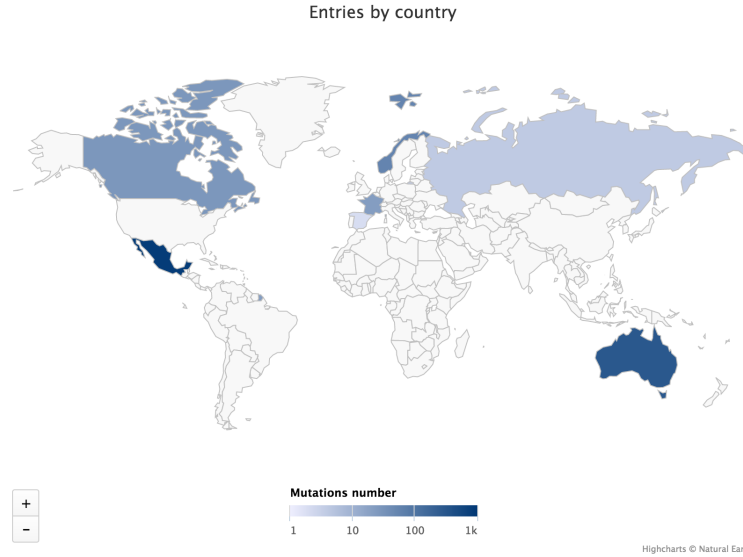 Entries by country
+
−
Mutations number
1 10 100 1k
Highcharts © Natural Ear